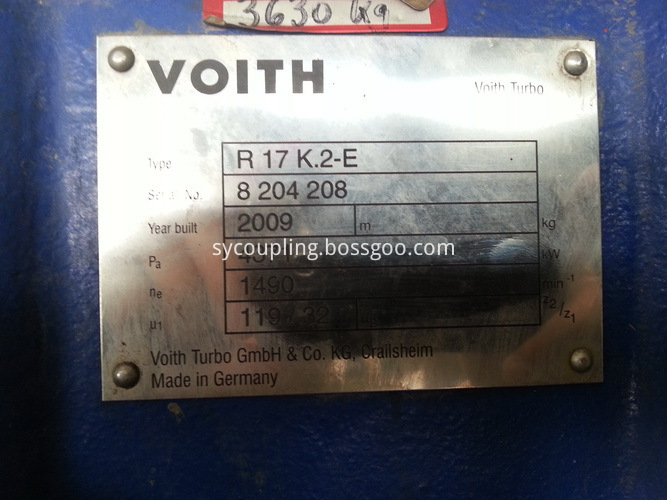 3630 kg
VOITH
Voith Turbo
Type R 17 K.2-E
Serial No. 8 204 208
Year built 2009 m kg
sycoupling.bossgoo.com
Pa kW
ne 1490 min -1
µ1 z2/z1
Voith Turbo GmbH & Co. KG, Crailsheim
Made in Germany